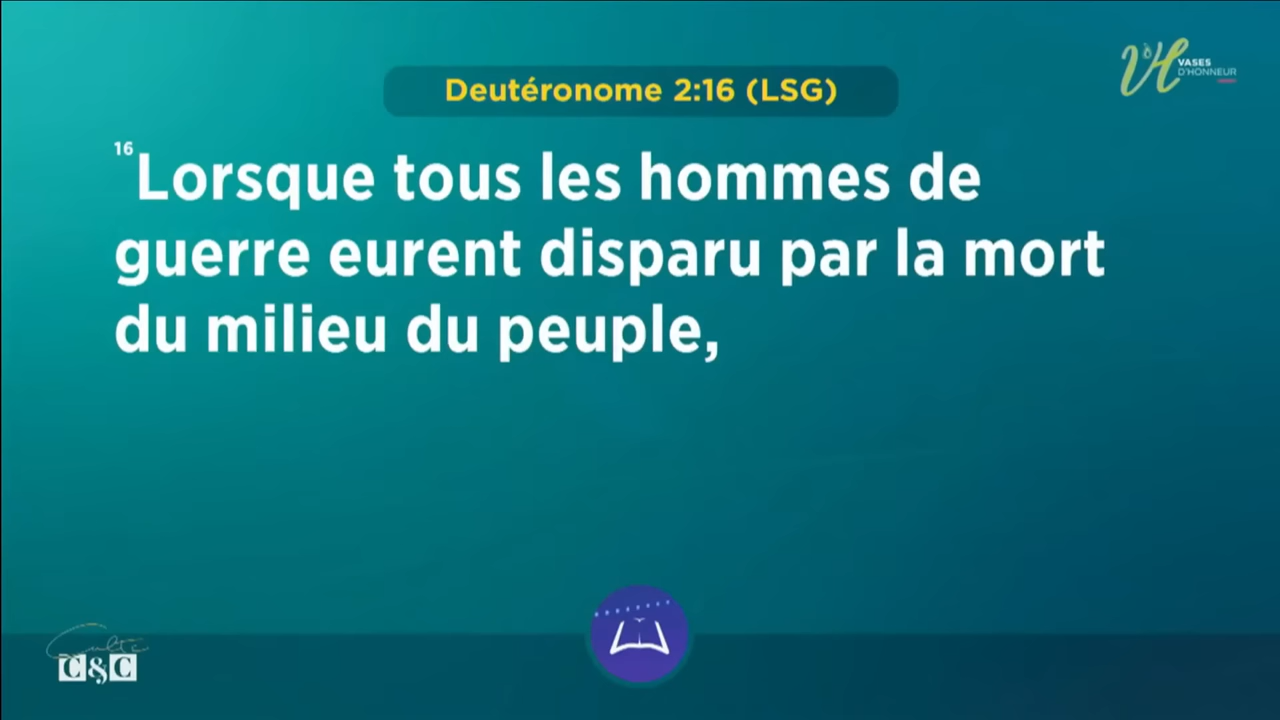 Deutéronome 2:16 (LSG)
VASES
D'HONNEUR
16 Lorsque tous les hommes de
guerre eurent disparu par la mort
du milieu du peuple,
Culte
C&C